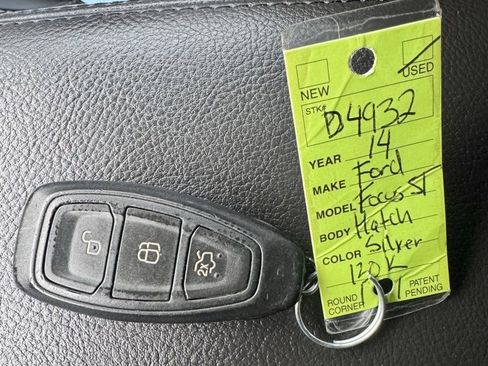 NEW USED
STK# D4932
YEAR 14
MAKE Ford
MODEL Focus ST
BODY Hatch
COLOR Silver
120K
ROUND CORNER PATENT PENDING
2X